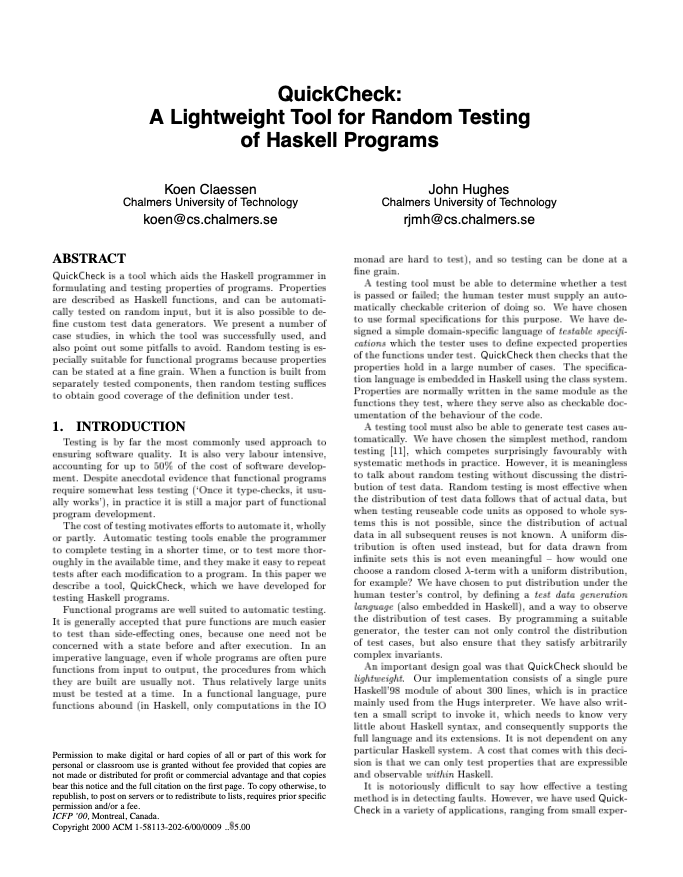 QuickCheck:
A Lightweight Tool for Random Testing
of Haskell Programs
Koen Claessen
Chalmers University of Technology
koen@cs.chalmers.se
John Hughes
Chalmers University of Technology
rjmh@cs.chalmers.se
ABSTRACT
QuickCheck is a tool which aids the Haskell programmer in
formulating and testing properties of programs. Properties
are described as Haskell functions, and can be automati-
cally tested on random input, but it is also possible to de-
fine custom test data generators. We present a number of
case studies, in which the tool was successfully used, and
also point out some pitfalls to avoid. Random testing is es-
pecially suitable for functional programs because properties
can be stated at a fine grain. When a function is built from
separately tested components, then random testing suffices
to obtain good coverage of the definition under test.
1. INTRODUCTION
Testing is by far the most commonly used approach to
ensuring software quality. It is also very labour intensive,
accounting for up to 50% of the cost of software develop-
ment. Despite anecdotal evidence that functional programs
require somewhat less testing (‘Once it type-checks, it usu-
ally works’), in practice it is still a major part of functional
program development.
The cost of testing motivates efforts to automate it, wholly
or partly. Automatic testing tools enable the programmer
to complete testing in a shorter time, or to test more thor-
oughly in the available time, and they make it easy to repeat
tests after each modification to a program. In this paper we
describe a tool, QuickCheck, which we have developed for
testing Haskell programs.
Functional programs are well suited to automatic testing.
It is generally accepted that pure functions are much easier
to test than side-effecting ones, because one need not be
concerned with a state before and after execution. In an
imperative language, even if whole programs are often pure
functions from input to output, the procedures from which
they are built are usually not. Thus relatively large units
must be tested at a time. In a functional language, pure
functions abound (in Haskell, only computations in the IO
Permission to make digital or hard copies of all or part of this work for
personal or classroom use is granted without fee provided that copies are
not made or distributed for profit or commercial advantage and that copies
bear this notice and the full citation on the first page. To copy otherwise, to
republish, to post on servers or to redistribute to lists, requires prior specific
permission and/or a fee.
ICFP ’00, Montreal, Canada.
Copyright 2000 ACM 1-58113-202-6/00/0009 ..$5.00
monad are hard to test), and so testing can be done at a
fine grain.
A testing tool must be able to determine whether a test
is passed or failed; the human tester must supply an auto-
matically checkable criterion of doing so. We have chosen
to use formal specifications for this purpose. We have de-
signed a simple domain-specific language of testable specifi-
cations which the tester uses to define expected properties
of the functions under test. QuickCheck then checks that the
properties hold in a large number of cases. The specifica-
tion language is embedded in Haskell using the class system.
Properties are normally written in the same module as the
functions they test, where they serve also as checkable doc-
umentation of the behaviour of the code.
A testing tool must also be able to generate test cases au-
tomatically. We have chosen the simplest method, random
testing [11], which competes surprisingly favourably with
systematic methods in practice. However, it is meaningless
to talk about random testing without discussing the distri-
bution of test data. Random testing is most effective when
the distribution of test data follows that of actual data, but
when testing reuseable code units as opposed to whole sys-
tems this is not possible, since the distribution of actual
data in all subsequent reuses is not known. A uniform dis-
tribution is often used instead, but for data drawn from
infinite sets this is not even meaningful – how would one
choose a random closed λ-term with a uniform distribution,
for example? We have chosen to put distribution under the
human tester’s control, by defining a test data generation
language (also embedded in Haskell), and a way to observe
the distribution of test cases. By programming a suitable
generator, the tester can not only control the distribution
of test cases, but also ensure that they satisfy arbitrarily
complex invariants.
An important design goal was that QuickCheck should be
lightweight. Our implementation consists of a single pure
Haskell’98 module of about 300 lines, which is in practice
mainly used from the Hugs interpreter. We have also writ-
ten a small script to invoke it, which needs to know very
little about Haskell syntax, and consequently supports the
full language and its extensions. It is not dependent on any
particular Haskell system. A cost that comes with this deci-
sion is that we can only test properties that are expressible
and observable within Haskell.
It is notoriously difficult to say how effective a testing
method is in detecting faults. However, we have used Quick-
Check in a variety of applications, ranging from small exper-